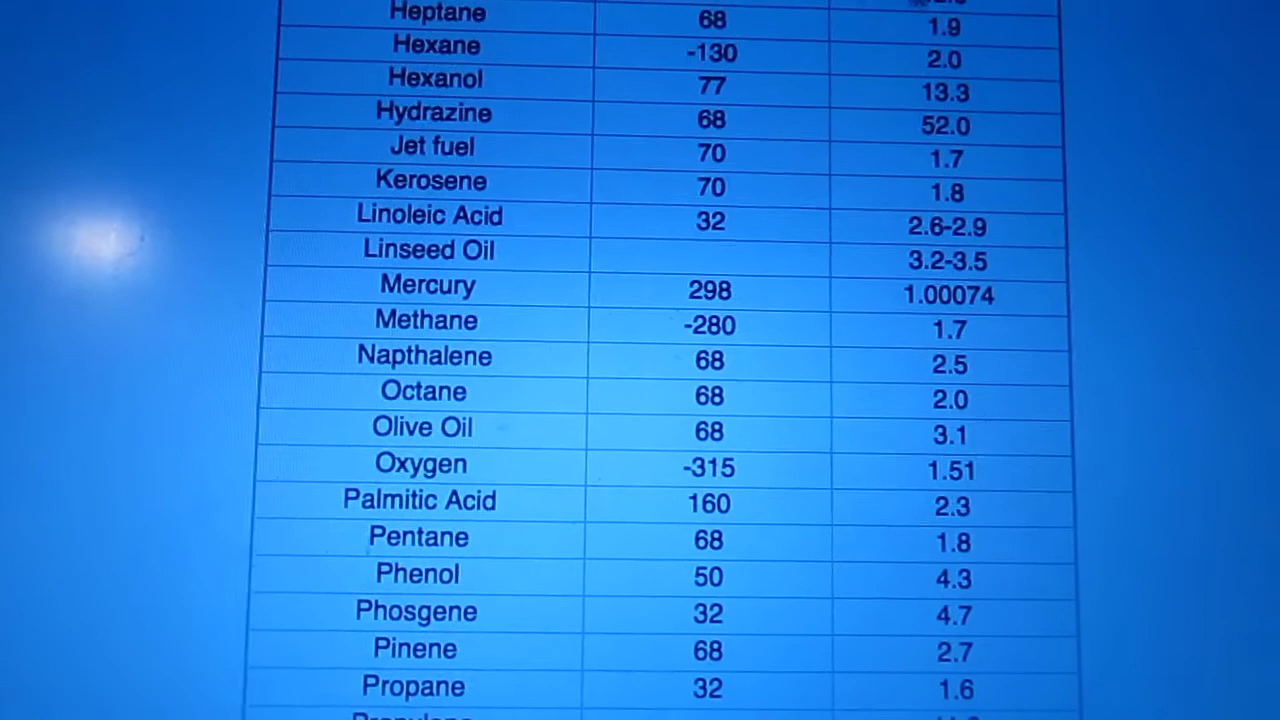 Heptane 68 1.9
Hexane -130 2.0
Hexanol 77 13.3
Hydrazine 68 52.0
Jet fuel 70 1.7
Kerosene 70 1.8
Linoleic Acid 32 2.6-2.9
Linseed Oil 3.2-3.5
Mercury 298 1.00074
Methane -280 1.7
Napthalene 68 2.5
Octane 68 2.0
Olive Oil 68 3.1
Oxygen -315 1.51
Palmitic Acid 160 2.3
Pentane 68 1.8
Phenol 50 4.3
Phosgene 32 4.7
Pinene 68 2.7
Propane 32 1.6